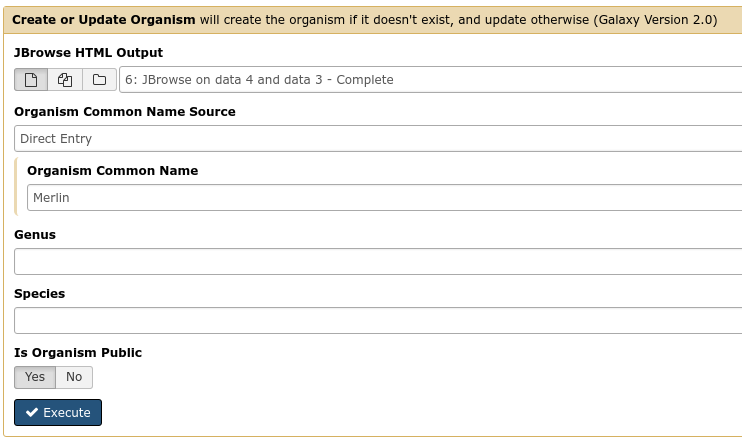 Create or Update Organism will create the organism if it doesn't exist, and update otherwise (Galaxy Version 2.0)
JBrowse HTML Output
6: JBrowse on data 4 and data 3 - Complete
Organism Common Name Source
Direct Entry
Organism Common Name
Merlin
Genus
Species
Is Organism Public
Yes No
Execute